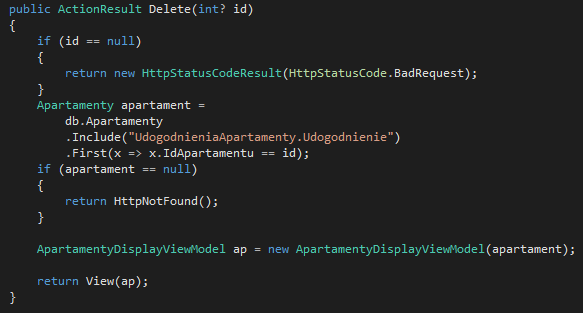 public ActionResult Delete(int? id)
{
    if (id == null)
    {
        return new HttpStatusCodeResult(HttpStatusCode.BadRequest);
    }
    Apartamenty apartament =
        db.Apartamenty
        .Include("UdogodnieniaApartamenty.Udogodnienie")
        .First(x => x.IdApartamentu == id);
    if (apartament == null)
    {
        return HttpNotFound();
    }

    ApartamentyDisplayViewModel ap = new ApartamentyDisplayViewModel(apartament);

    return View(ap);
}